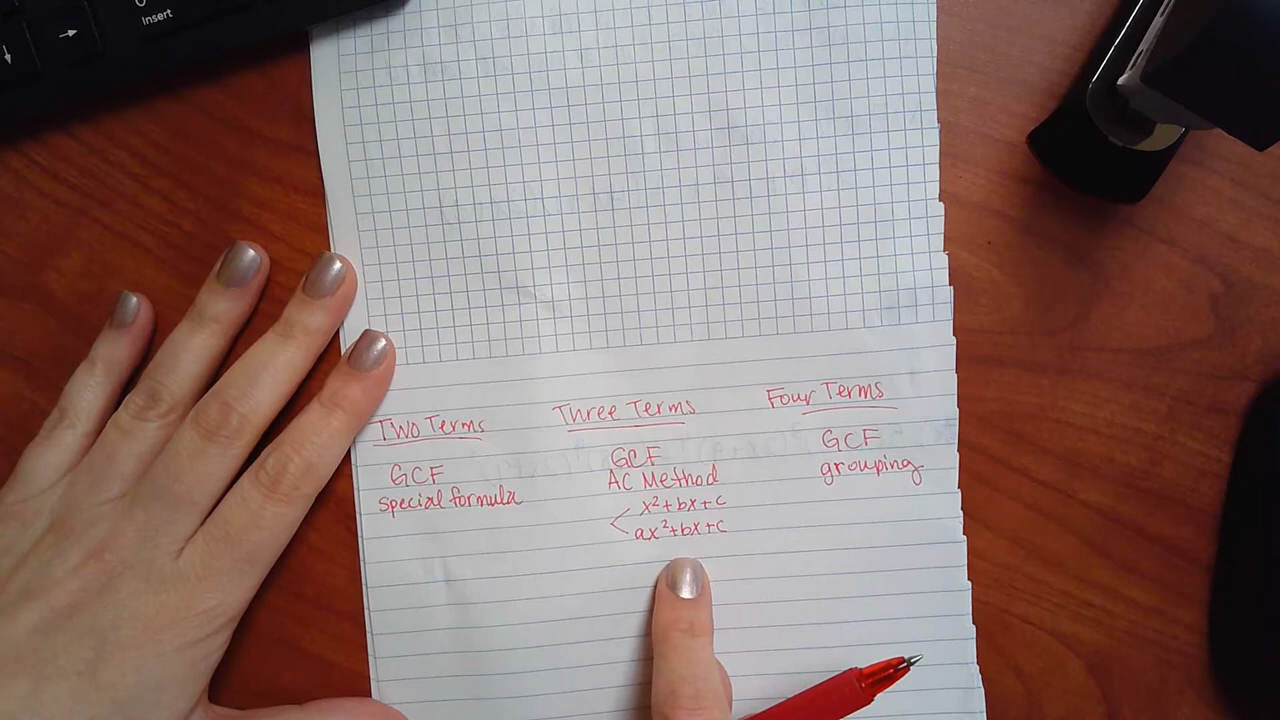 Insert
Two Terms
GCF
special formula
Three Terms
GCF
AC Method
x²+bx+c
ax²+bx+c
Four Terms
GCF
grouping